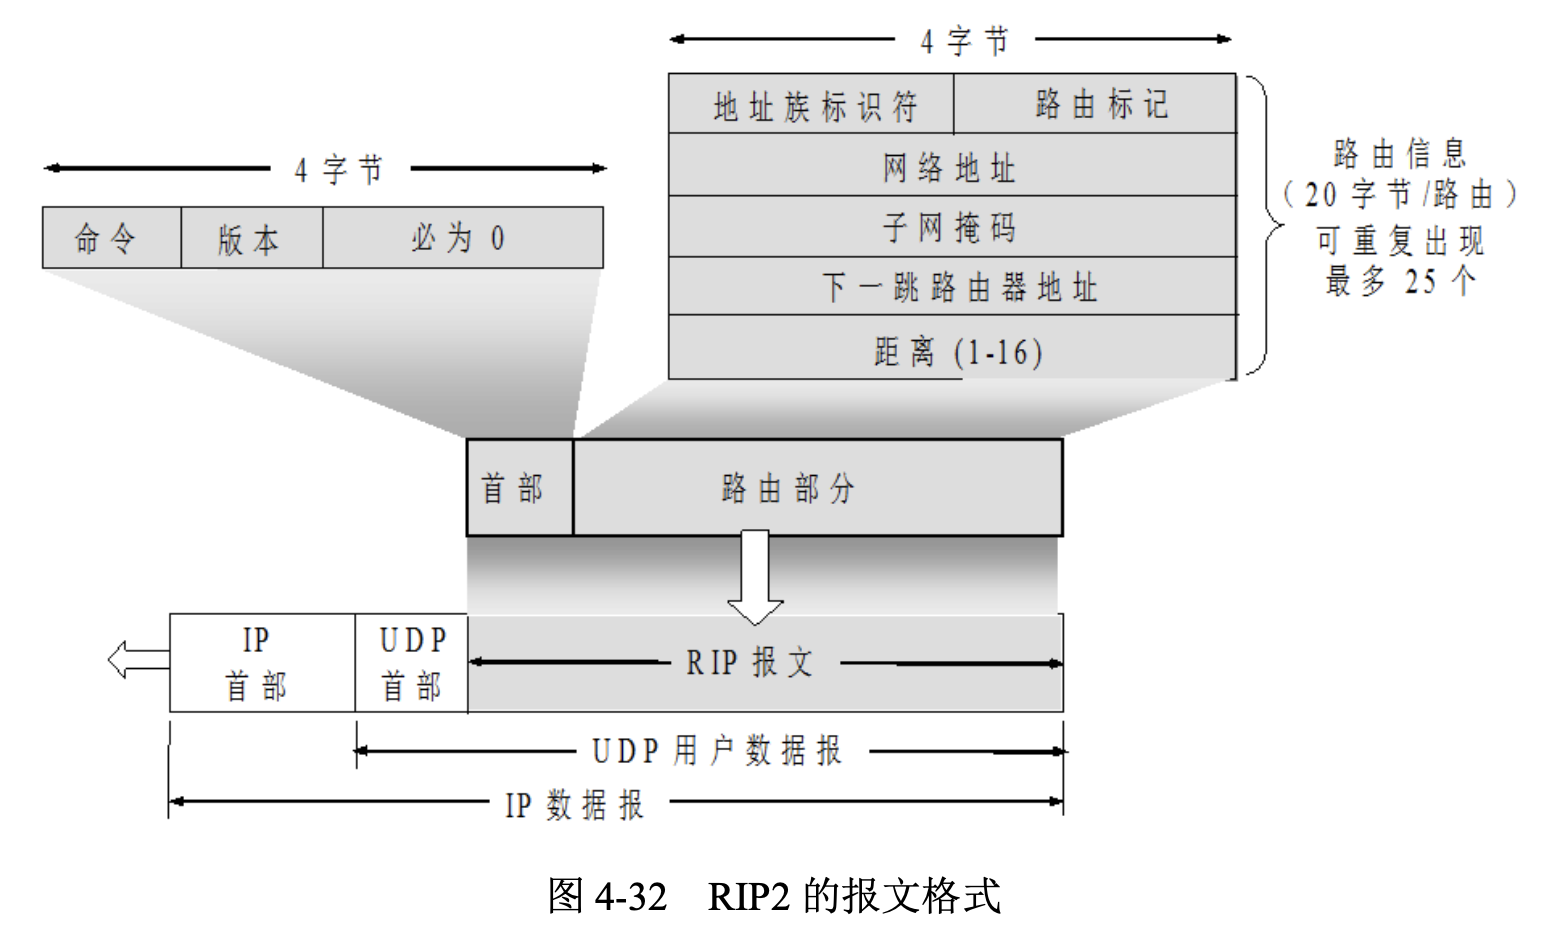 4 字节
地址族标识符
路由标记
网络地址
子网掩码
下一跳路由器地址
距离 (1-16)
路由信息
(20 字节/路由)
可重复出现
最多 25 个
4 字节
命令
版本
必为 0
首部
路由部分
IP
首部
UDP
首部
RIP 报文
UDP 用户数据报
IP 数据报
图 4-32 RIP2 的报文格式